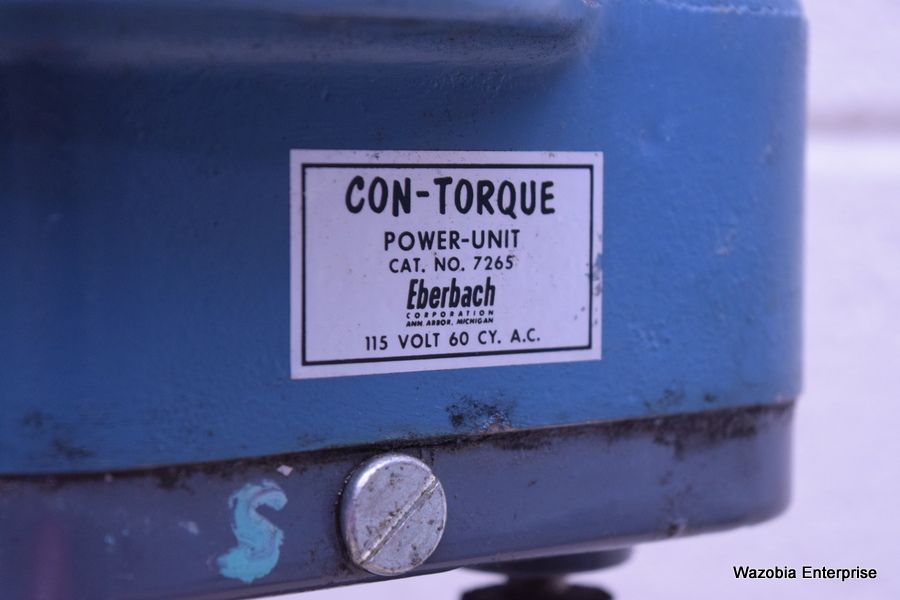 CON-TORQUE
POWER-UNIT
CAT. NO. 7265
Eberbach
CORPORATION
ANN ARBOR, MICHIGAN
115 VOLT 60 CY. A.C.
S
Wazobia Enterprise